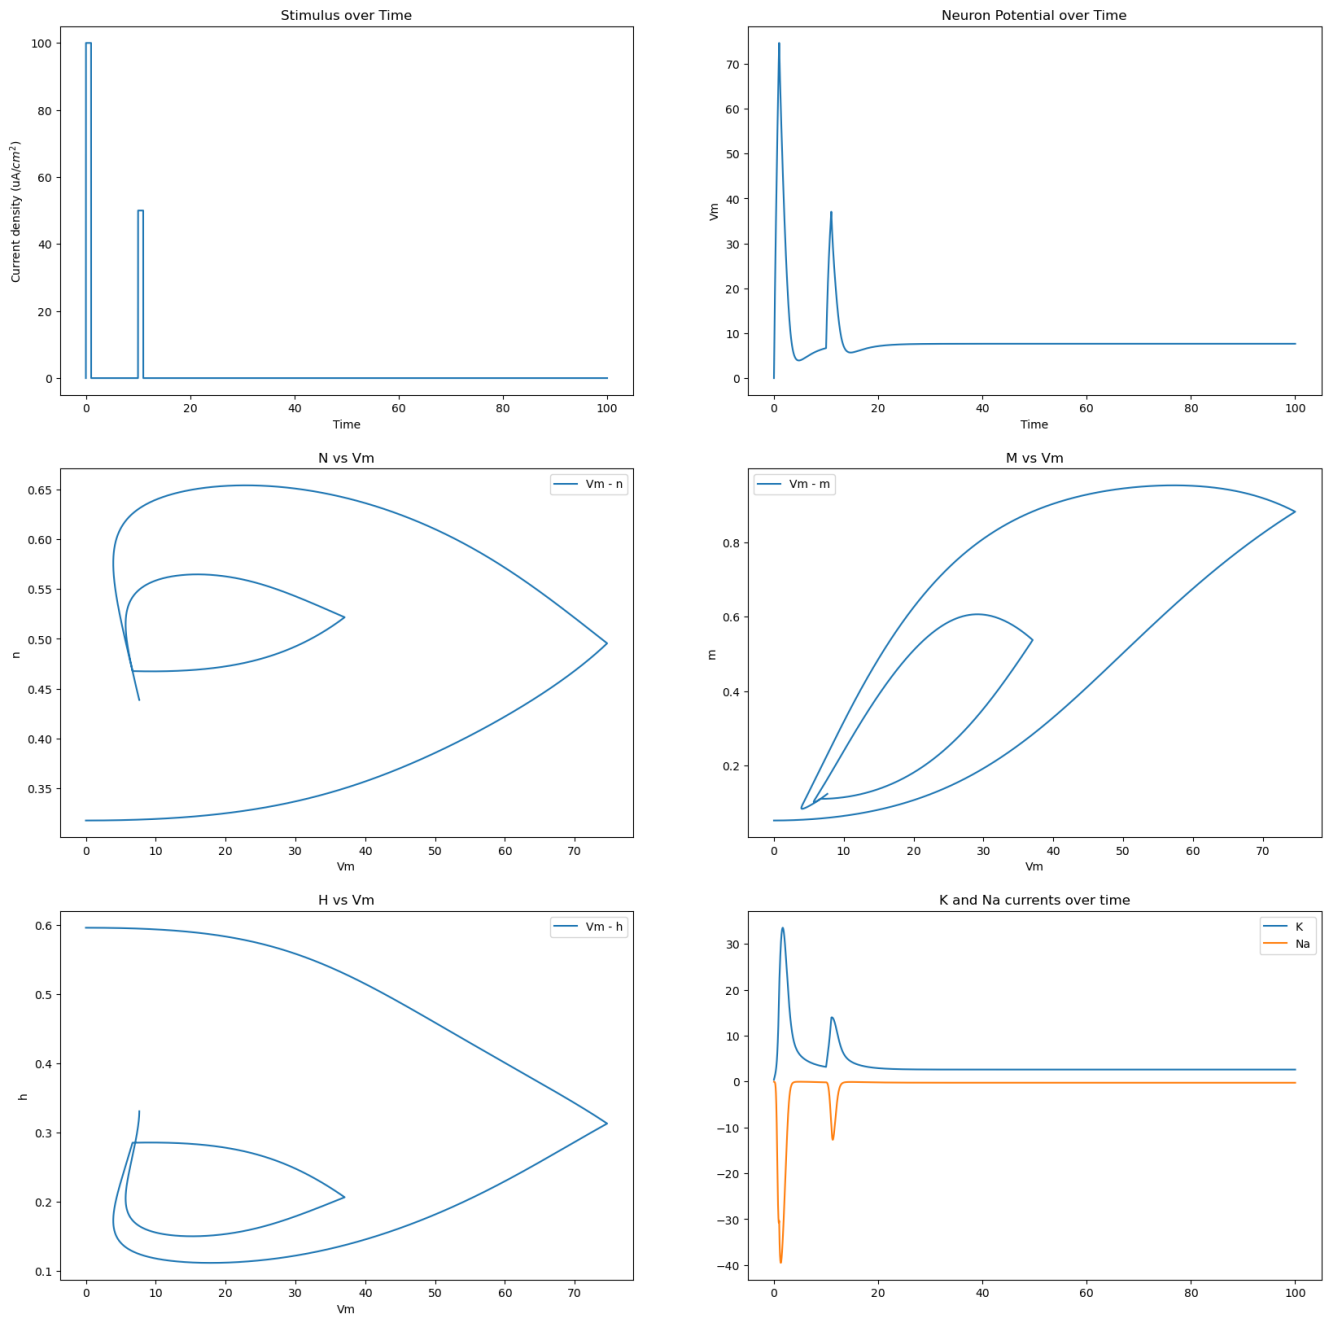 Stimulus over Time
100
80
60
40
20
0
Current density (uA/cm²)
0 20 40 60 80 100
Time
Neuron Potential over Time
70
60
50
40
30
20
10
0
Vm
0 20 40 60 80 100
Time
N vs Vm
Vm - n
0.65
0.60
0.55
0.50
0.45
0.40
0.35
n
0 10 20 30 40 50 60 70
Vm
M vs Vm
Vm - m
0.8
0.6
0.4
0.2
m
0 10 20 30 40 50 60 70
Vm
H vs Vm
Vm - h
0.6
0.5
0.4
0.3
0.2
0.1
h
0 10 20 30 40 50 60 70
Vm
K and Na currents over time
K
Na
30
20
10
0
−10
−20
−30
−40
0 20 40 60 80 100